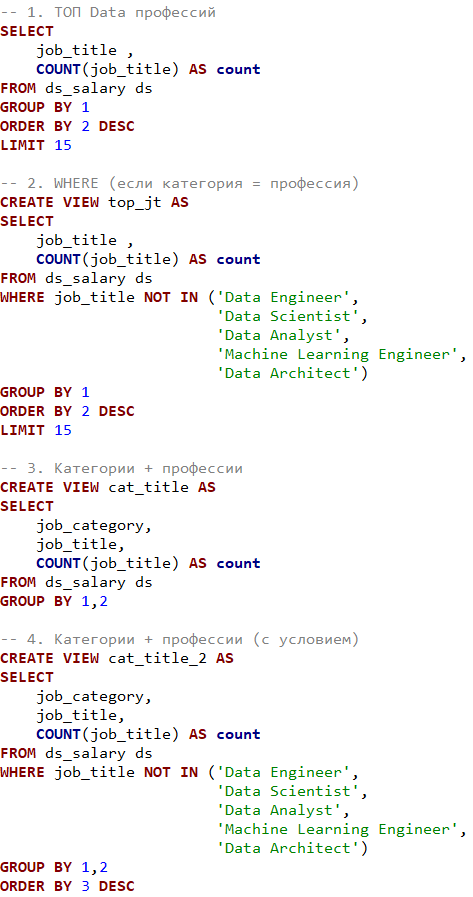 -- 1. ТОП Data профессий
SELECT
    job_title ,
    COUNT(job_title) AS count
FROM ds_salary ds
GROUP BY 1
ORDER BY 2 DESC
LIMIT 15

-- 2. WHERE (если категория = профессия)
CREATE VIEW top_jt AS
SELECT
    job_title ,
    COUNT(job_title) AS count
FROM ds_salary ds
WHERE job_title NOT IN ('Data Engineer',
                        'Data Scientist',
                        'Data Analyst',
                        'Machine Learning Engineer',
                        'Data Architect')
GROUP BY 1
ORDER BY 2 DESC
LIMIT 15

-- 3. Категории + профессии
CREATE VIEW cat_title AS
SELECT
    job_category,
    job_title,
    COUNT(job_title) AS count
FROM ds_salary ds
GROUP BY 1,2

-- 4. Категории + профессии (с условием)
CREATE VIEW cat_title_2 AS
SELECT
    job_category,
    job_title,
    COUNT(job_title) AS count
FROM ds_salary ds
WHERE job_title NOT IN ('Data Engineer',
                        'Data Scientist',
                        'Data Analyst',
                        'Machine Learning Engineer',
                        'Data Architect')
GROUP BY 1,2
ORDER BY 3 DESC